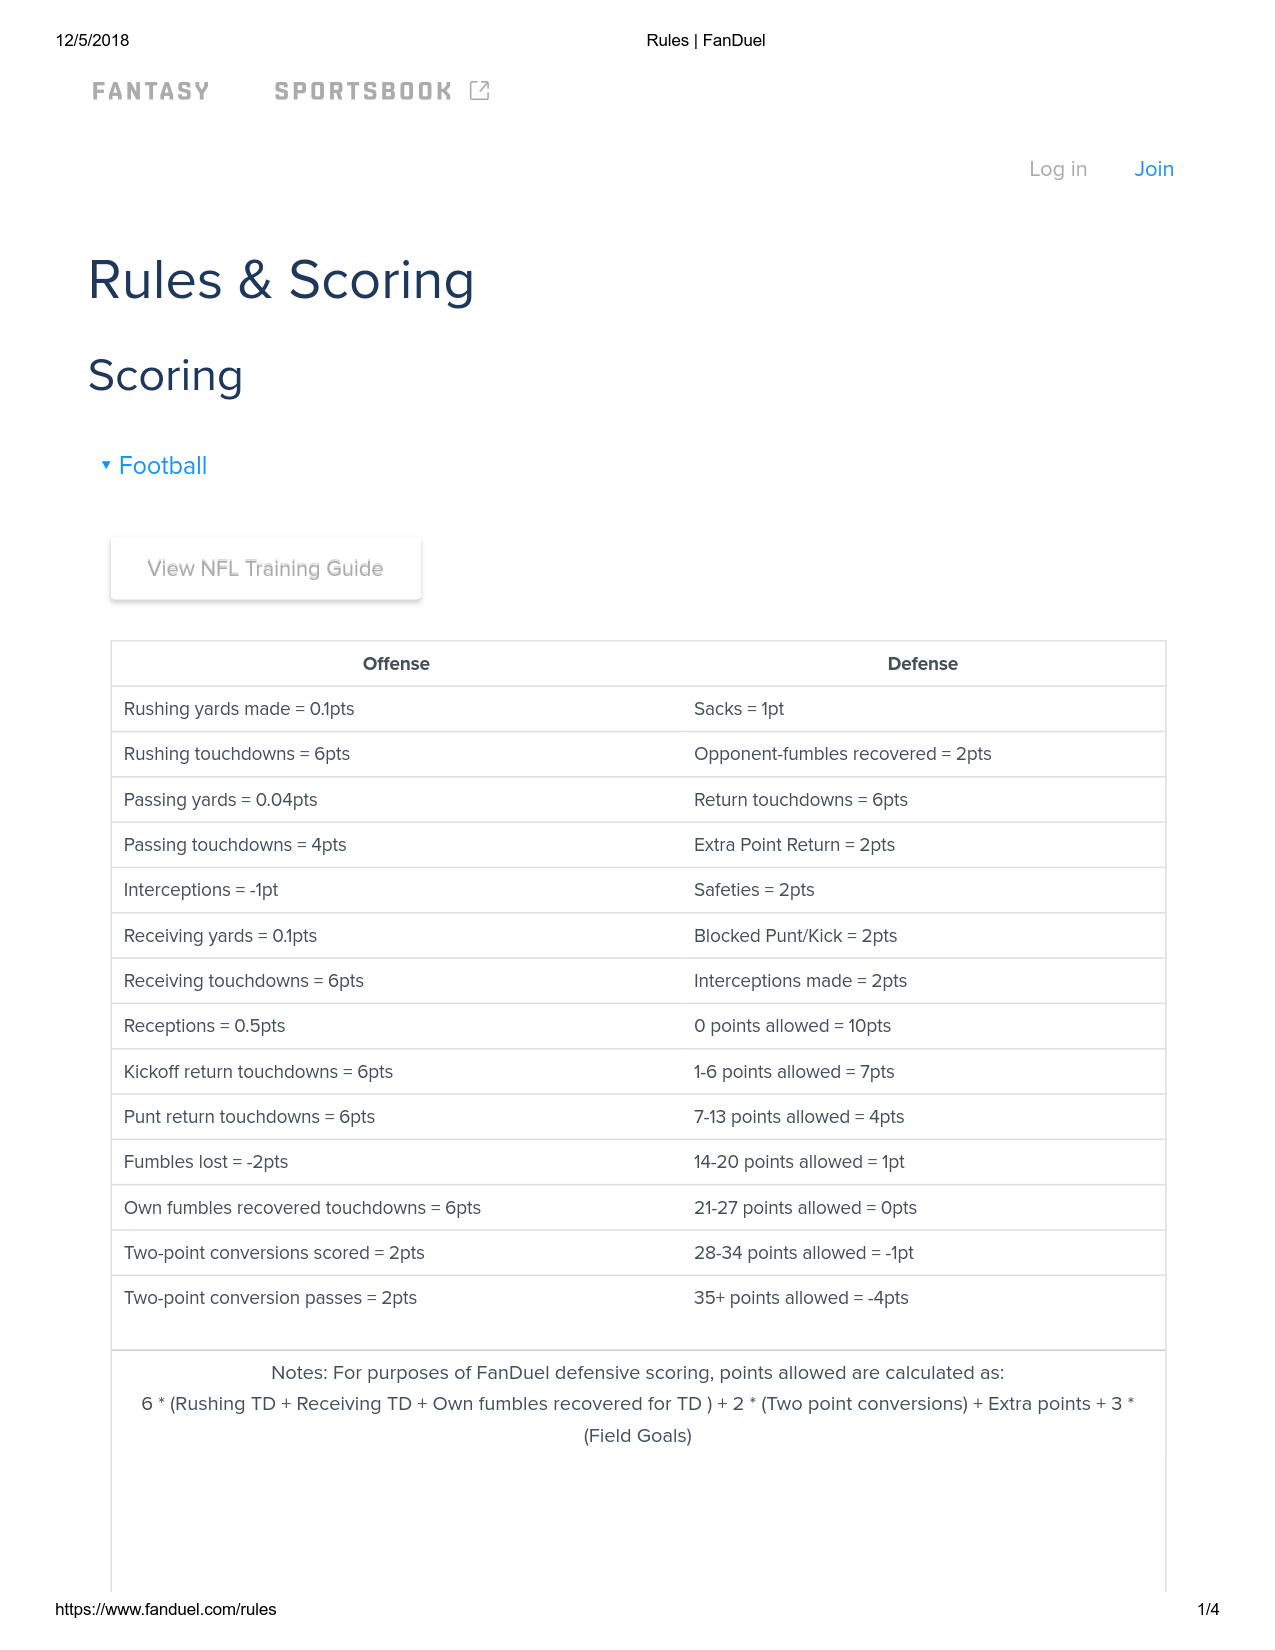 12/5/2018 Rules | FanDuel
FANTASY SPORTSBOOK
Log in Join
Rules & Scoring
Scoring
Football
View NFL Training Guide
Offense Defense
Rushing yards made = 0.1pts Sacks = 1pt
Rushing touchdowns = 6pts Opponent-fumbles recovered = 2pts
Passing yards = 0.04pts Return touchdowns = 6pts
Passing touchdowns = 4pts Extra Point Return = 2pts
Interceptions = -1pt Safeties = 2pts
Receiving yards = 0.1pts Blocked Punt/Kick = 2pts
Receiving touchdowns = 6pts Interceptions made = 2pts
Receptions = 0.5pts 0 points allowed = 10pts
Kickoff return touchdowns = 6pts 1-6 points allowed = 7pts
Punt return touchdowns = 6pts 7-13 points allowed = 4pts
Fumbles lost = -2pts 14-20 points allowed = 1pt
Own fumbles recovered touchdowns = 6pts 21-27 points allowed = 0pts
Two-point conversions scored = 2pts 28-34 points allowed = -1pt
Two-point conversion passes = 2pts 35+ points allowed = -4pts
Notes: For purposes of FanDuel defensive scoring, points allowed are calculated as:
6 * (Rushing TD + Receiving TD + Own fumbles recovered for TD ) + 2 * (Two point conversions) + Extra points + 3 *
(Field Goals)
https://www.fanduel.com/rules 1/4